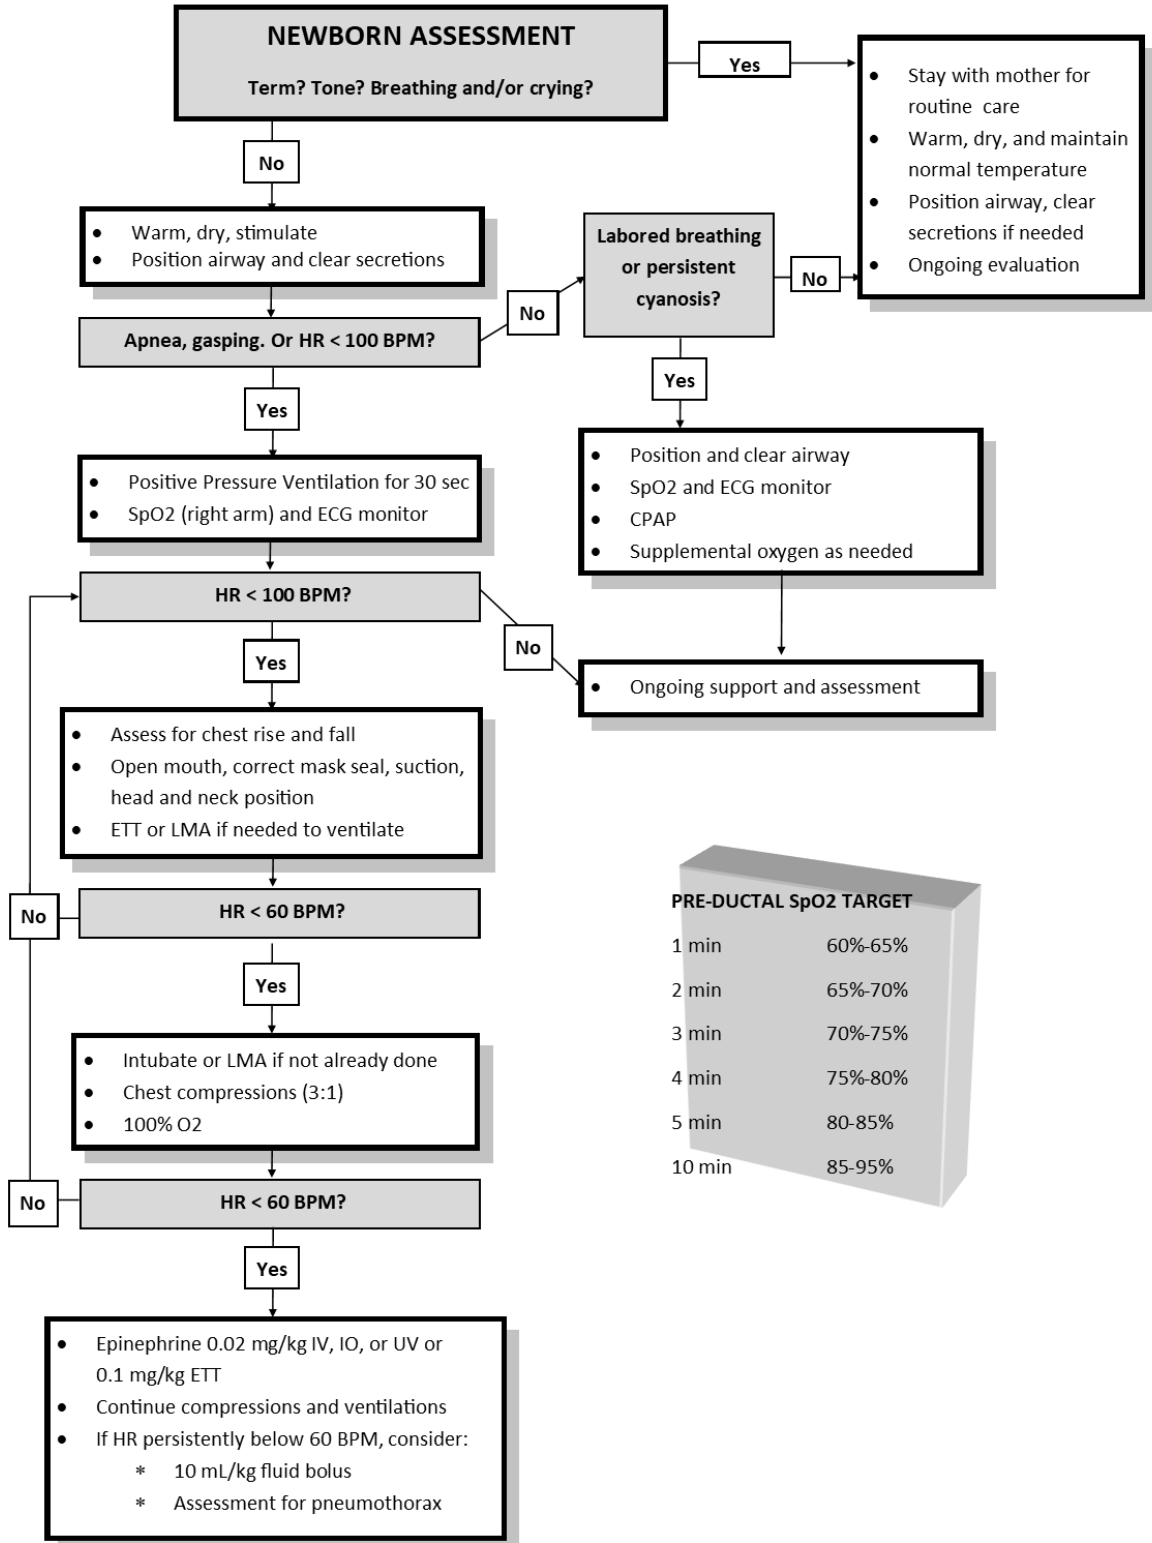 NEWBORN ASSESSMENT
Term? Tone? Breathing and/or crying?
Yes
• Stay with mother for
routine care
• Warm, dry, and maintain
normal temperature
• Position airway, clear
secretions if needed
• Ongoing evaluation
No
• Warm, dry, stimulate
• Position airway and clear secretions
Labored breathing
or persistent
cyanosis?
No
No
Apnea, gasping. Or HR < 100 BPM?
Yes
Yes
• Positive Pressure Ventilation for 30 sec
• SpO2 (right arm) and ECG monitor
• Position and clear airway
• SpO2 and ECG monitor
• CPAP
• Supplemental oxygen as needed
HR < 100 BPM?
No
Yes
• Ongoing support and assessment
• Assess for chest rise and fall
• Open mouth, correct mask seal, suction,
head and neck position
• ETT or LMA if needed to ventilate
No
HR < 60 BPM?
Yes
• Intubate or LMA if not already done
• Chest compressions (3:1)
• 100% O2
No
HR < 60 BPM?
Yes
• Epinephrine 0.02 mg/kg IV, IO, or UV or
0.1 mg/kg ETT
• Continue compressions and ventilations
• If HR persistently below 60 BPM, consider:
* 10 mL/kg fluid bolus
* Assessment for pneumothorax
PRE-DUCTAL SpO2 TARGET
1 min 60%-65%
2 min 65%-70%
3 min 70%-75%
4 min 75%-80%
5 min 80-85%
10 min 85-95%